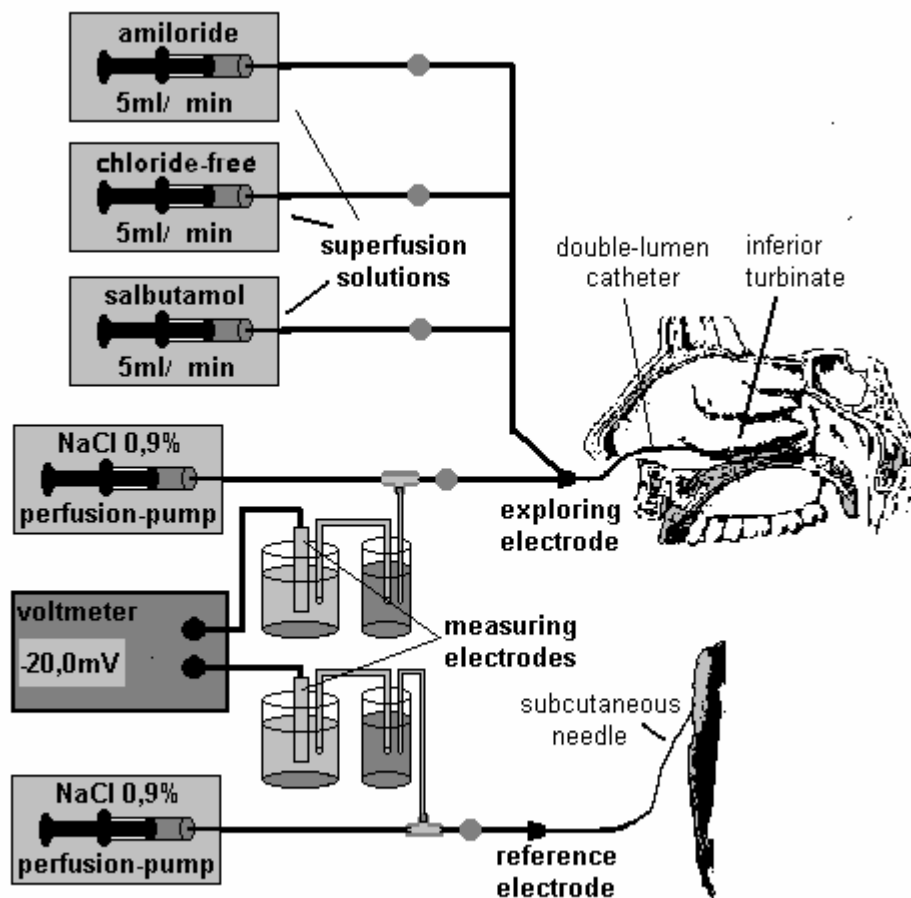 amiloride
5ml/ min
chloride-free
5ml/ min
superfusion
solutions
salbutamol
5ml/ min
double-lumen
catheter
inferior
turbinate
NaCl 0,9%
perfusion-pump
exploring
electrode
voltmeter
-20,0mV
measuring
electrodes
subcutaneous
needle
NaCl 0,9%
perfusion-pump
reference
electrode